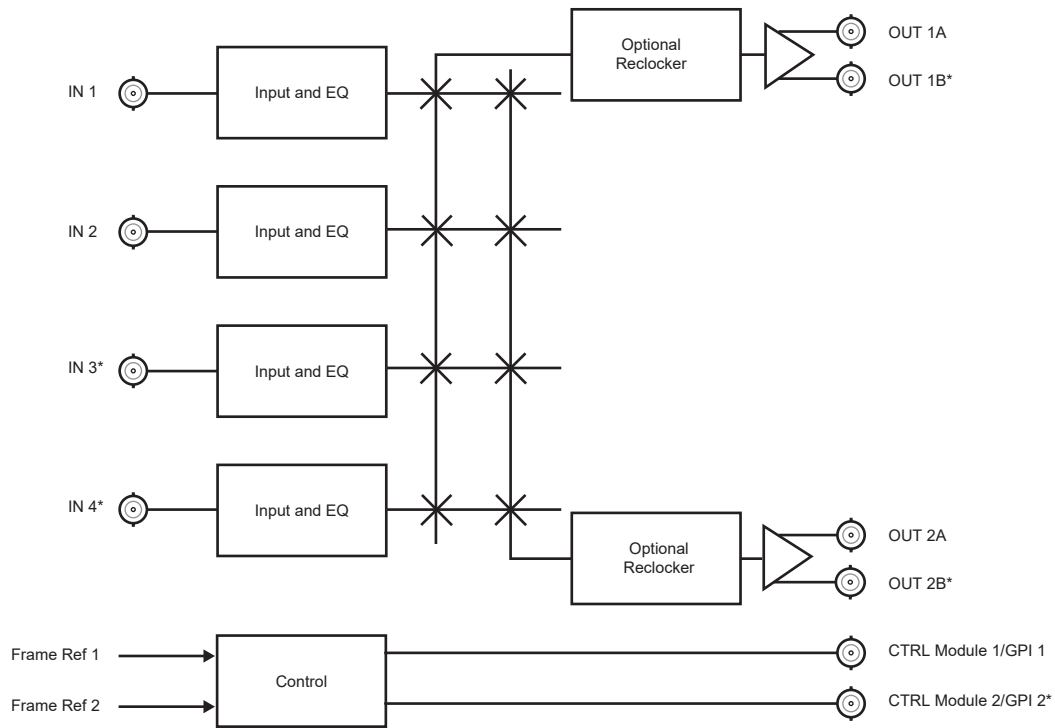 Optional
Reclocker
OUT 1A
OUT 1B*
IN 1
Input and EQ
IN 2
Input and EQ
IN 3*
Input and EQ
IN 4*
Input and EQ
Optional
Reclocker
OUT 2A
OUT 2B*
Frame Ref 1
Frame Ref 2
Control
CTRL Module 1/GPI 1
CTRL Module 2/GPI 2*